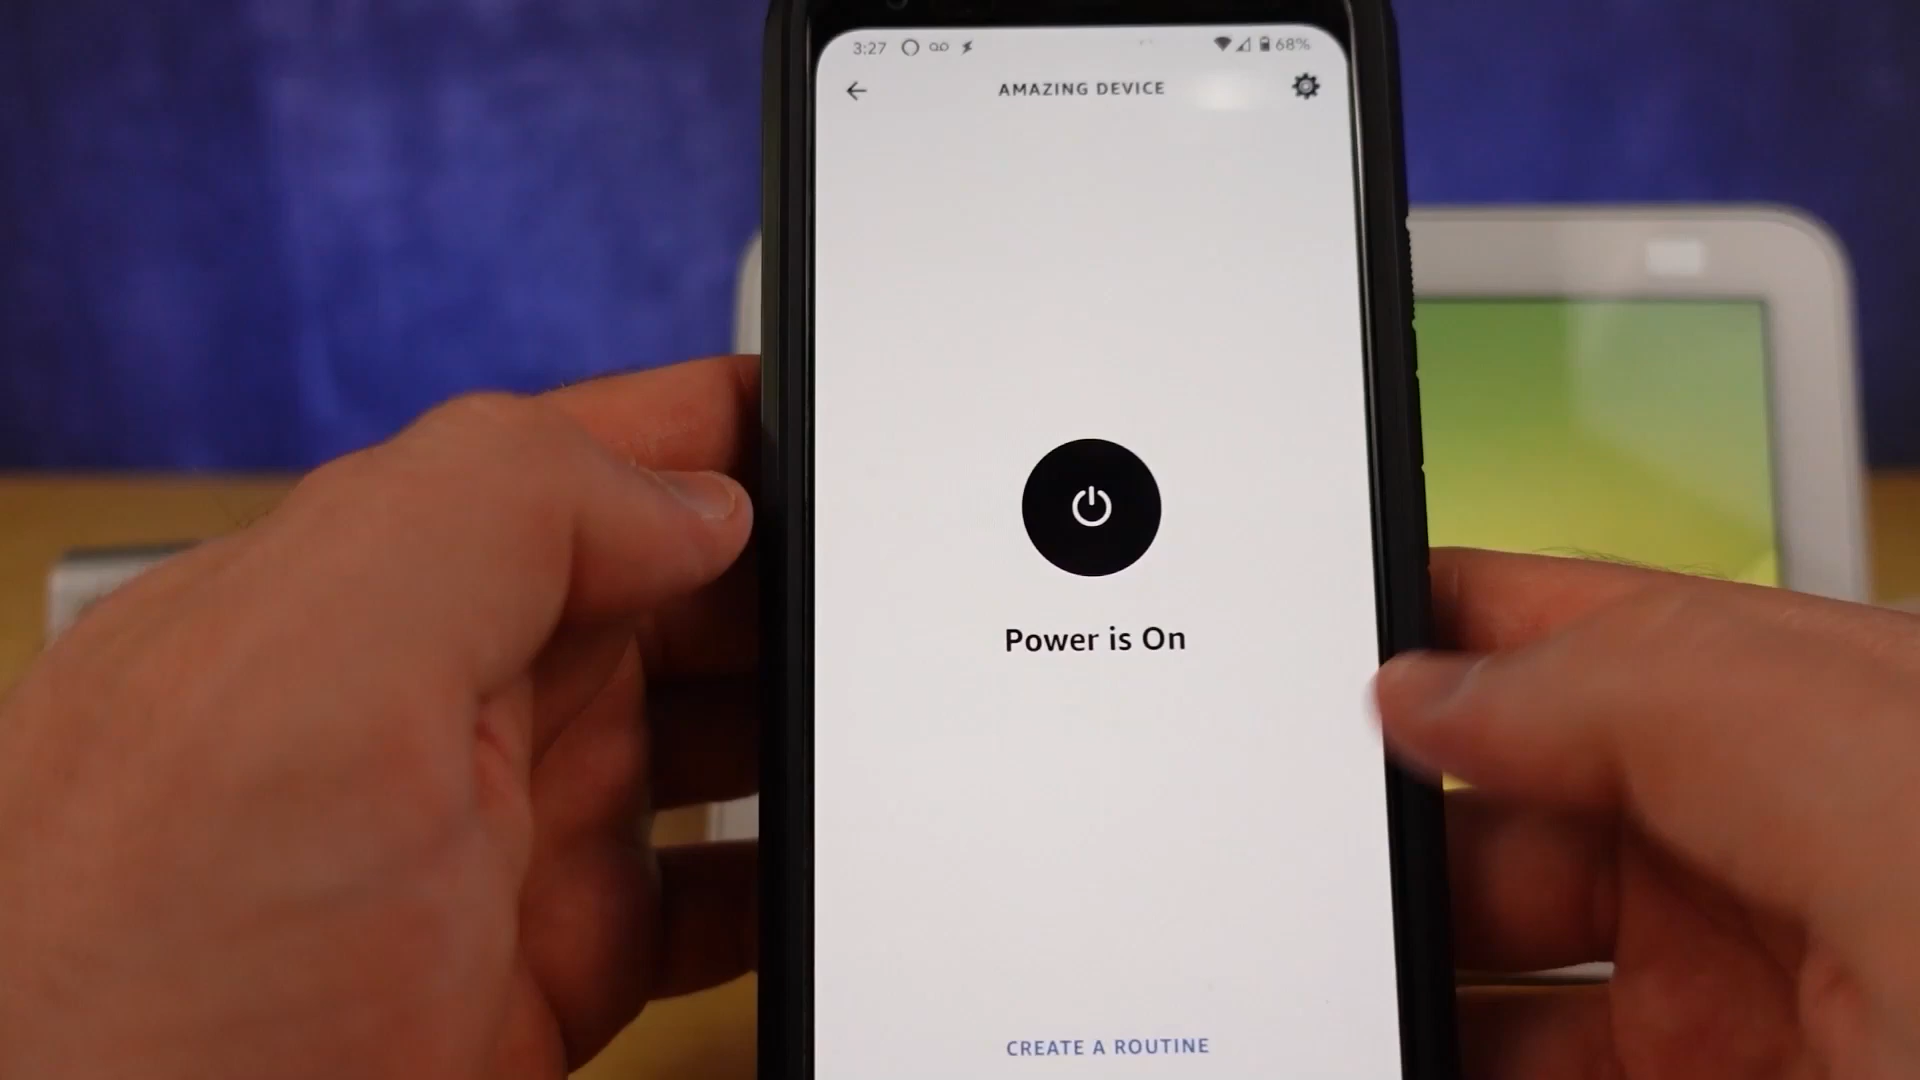 3:27
68%
AMAZING DEVICE
Power is On
CREATE A ROUTINE